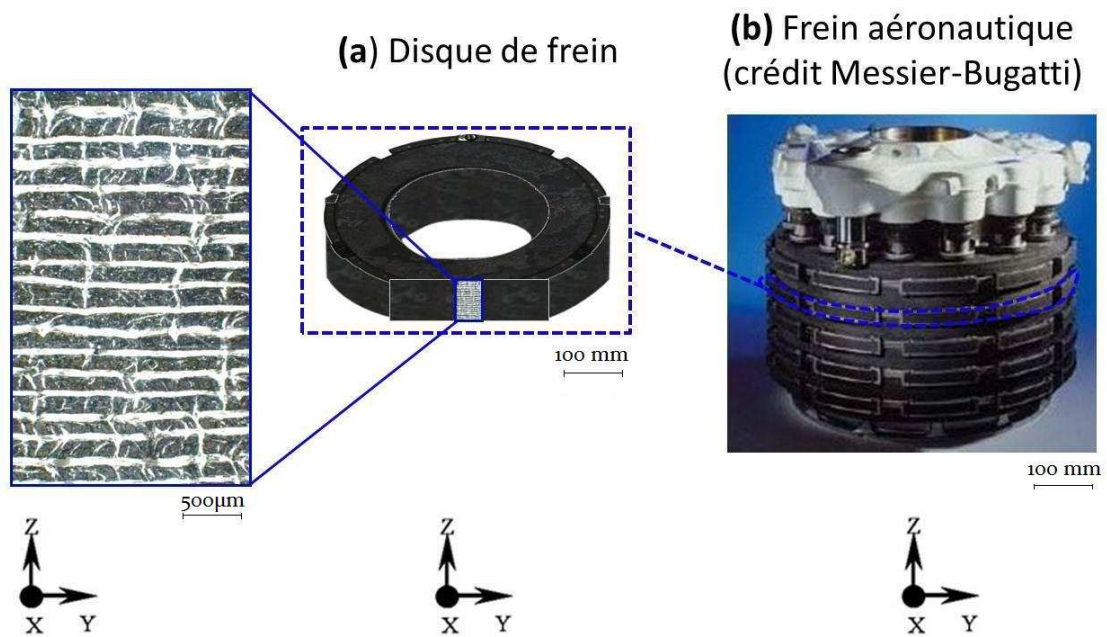 (a) Disque de frein
(b) Frein aéronautique
(crédit Messier-Bugatti)
500µm
100 mm
100 mm
Z
X Y
Z
X Y
Z
X Y